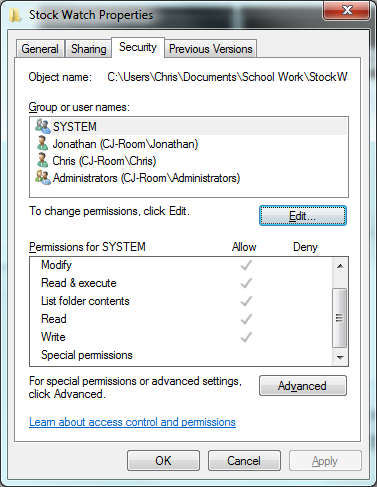 Stock Watch Properties
General Sharing Security Previous Versions
Object name: C:\Users\Chris\Documents\School Work\StockW
Group or user names:
SYSTEM
Jonathan (CJ-Room\Jonathan)
Chris (CJ-Room\Chris)
Administrators (CJ-Room\Administrators)
To change permissions, click Edit.
Edit...
Permissions for SYSTEM Allow Deny
Modify
Read & execute
List folder contents
Read
Write
Special permissions
For special permissions or advanced settings,
click Advanced.
Advanced
Learn about access control and permissions
OK Cancel Apply